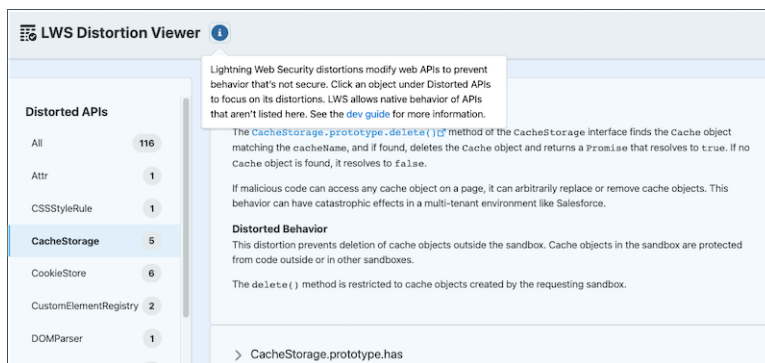 LWS Distortion Viewer
Lightning Web Security distortions modify web APIs to prevent
behavior that's not secure. Click an object under Distorted APIs
to focus on its distortions. LWS allows native behavior of APIs
that aren't listed here. See the dev guide for more information.
Distorted APIs
All 116
Attr 1
CSSStyleRule 1
CacheStorage 5
CookieStore 6
CustomElementRegistry 2
DOMParser 1
The CacheStorage.prototype.delete() method of the CacheStorage interface finds the Cache object
matching the cacheName, and if found, deletes the Cache object and returns a Promise that resolves to true. If no
Cache object is found, it resolves to false.
If malicious code can access any cache object on a page, it can arbitrarily replace or remove cache objects. This
behavior can have catastrophic effects in a multi-tenant environment like Salesforce.
Distorted Behavior
This distortion prevents deletion of cache objects outside the sandbox. Cache objects in the sandbox are protected
from code outside or in other sandboxes.
The delete() method is restricted to cache objects created by the requesting sandbox.
CacheStorage.prototype.has